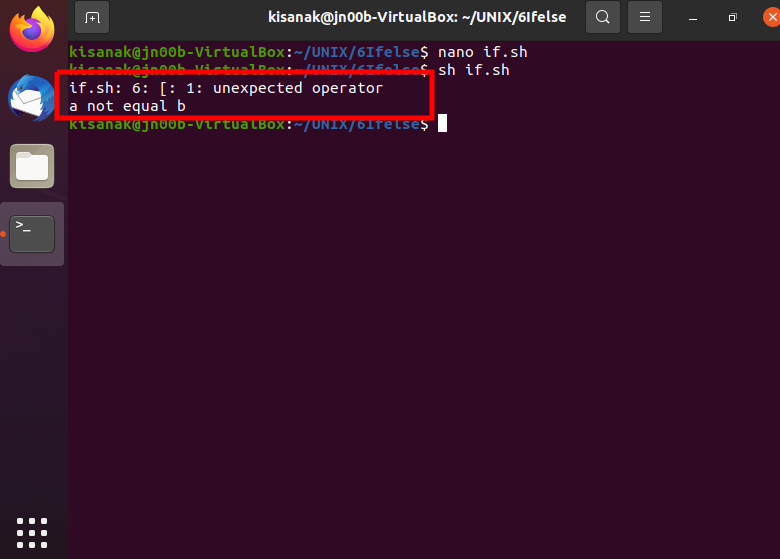 kisanak@jn00b-VirtualBox: ~/UNIX/6Ifelse
kisanak@jn00b-VirtualBox:~/UNIX/6Ifelse$ nano if.sh
kisanak@jn00b-VirtualBox:~/UNIX/6Ifelse$ sh if.sh
if.sh: 6: [: 1: unexpected operator
a not equal b
kisanak@jn00b-VirtualBox:~/UNIX/6Ifelse$
>_